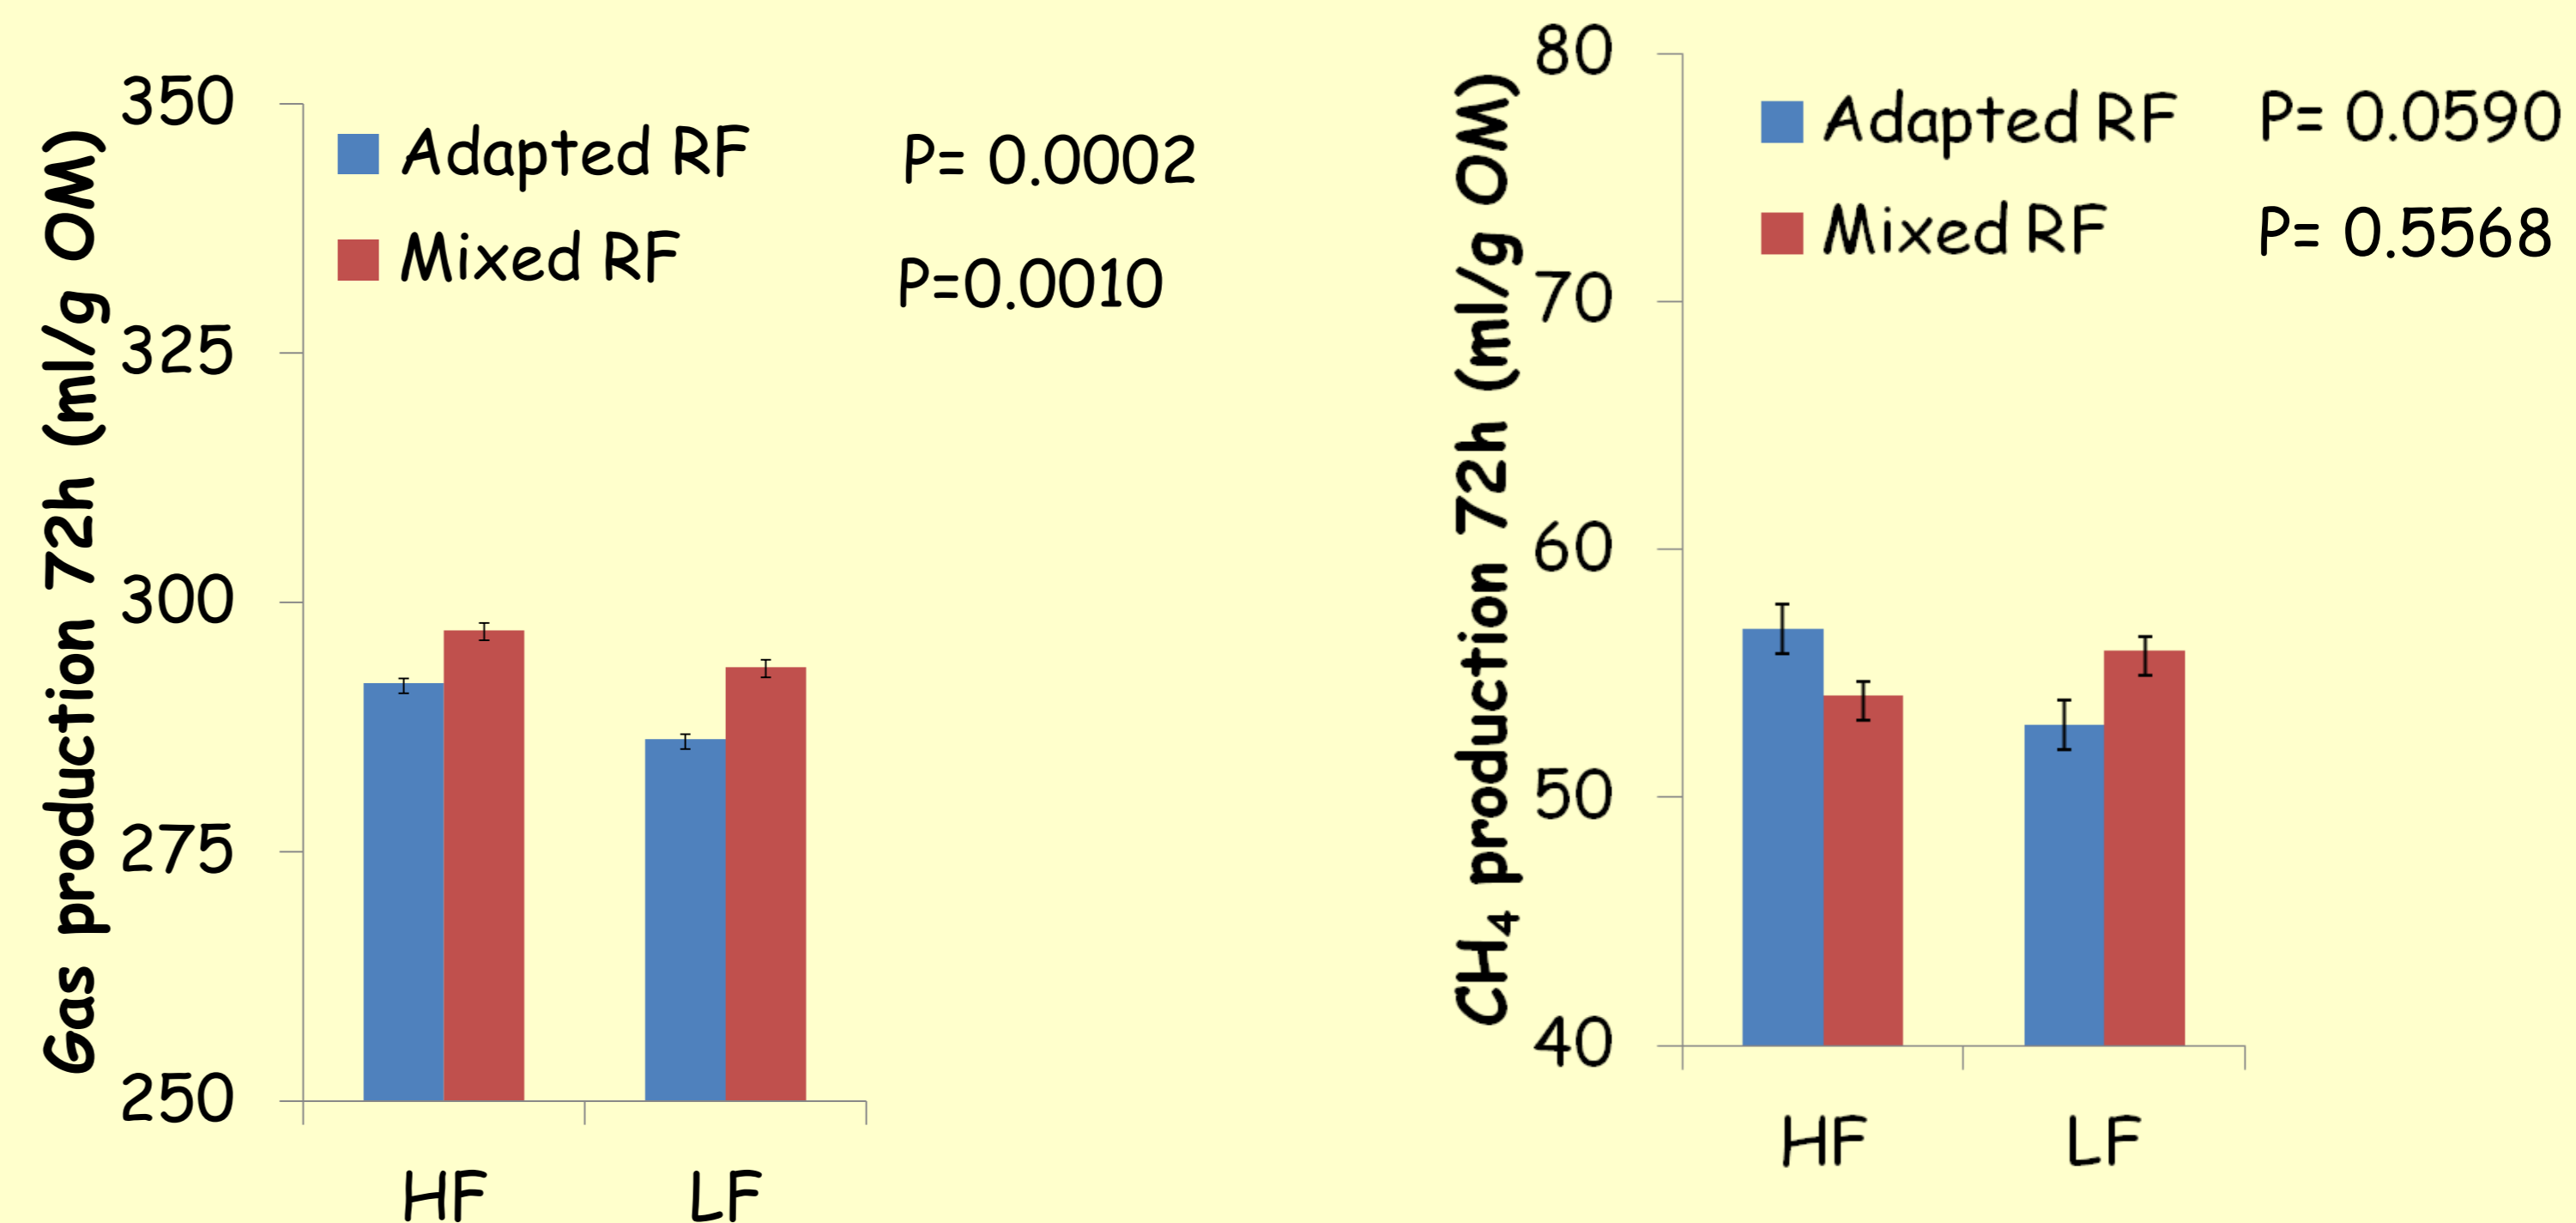 Gas production 72h (ml/g OM)
350
325
300
275
250
Adapted RF
P= 0.0002
Mixed RF
P=0.0010
HF
LF
CH₄ production 72h (ml/g OM)
80
70
60
50
40
Adapted RF
P= 0.0590
Mixed RF
P= 0.5568
HF
LF